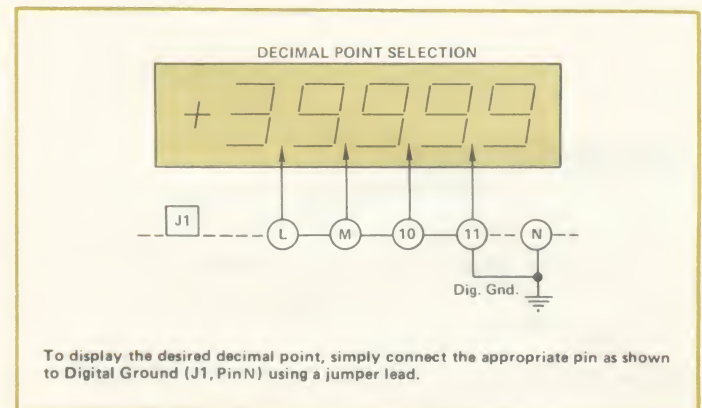 DECIMAL POINT SELECTION
+39999
J1
L M 10 11 N
Dig. Gnd.
To display the desired decimal point, simply connect the appropriate pin as shown
to Digital Ground (J1, Pin N) using a jumper lead.